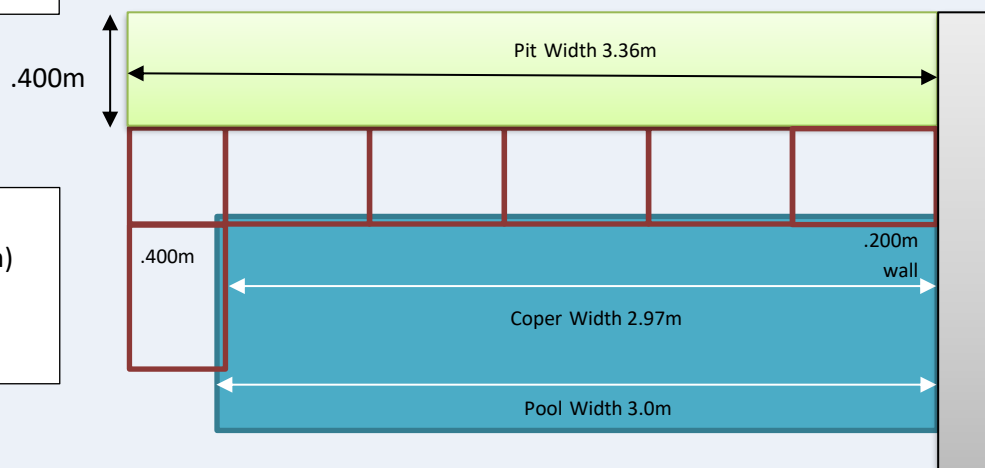 Pit Width 3.36m
.400m
.400m
.200m
wall
)
Coper Width 2.97m
Pool Width 3.0m